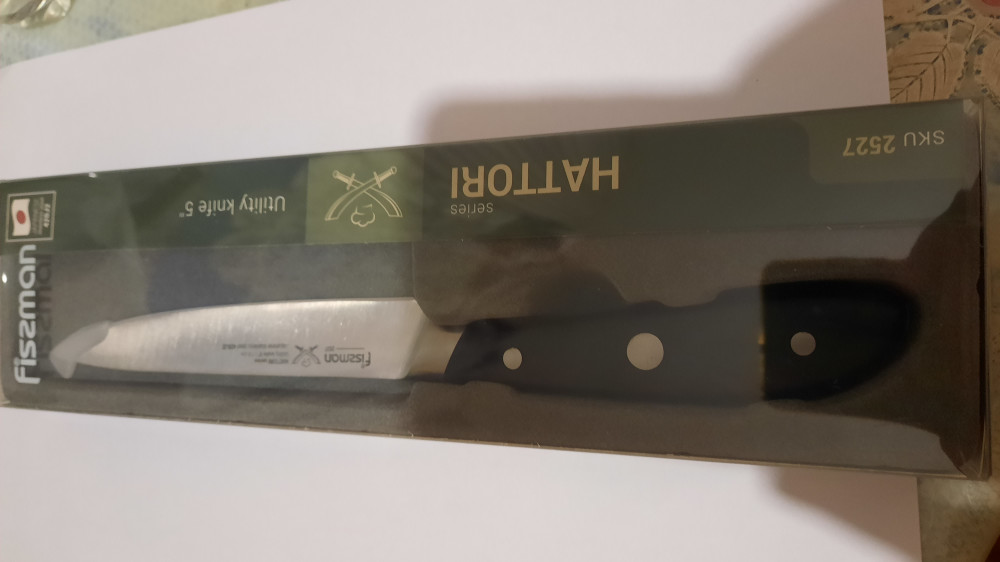 SKU 2527
series
HATTORI
Utility knife 5"
fissman
fissman